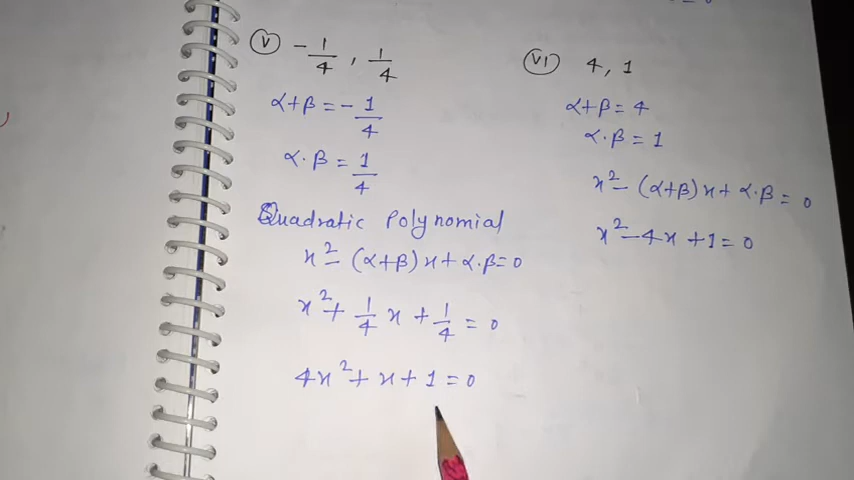 (V) -1/4, 1/4
α+β = -1/4
α·β = 1/4
Quadratic Polynomial
x² - (α+β)x + α·β = 0
x² + 1/4 x + 1/4 = 0
4x² + x + 1 = 0
(VI) 4, 1
α+β = 4
α·β = 1
x² - (α+β)x + α·β = 0
x² - 4x + 1 = 0